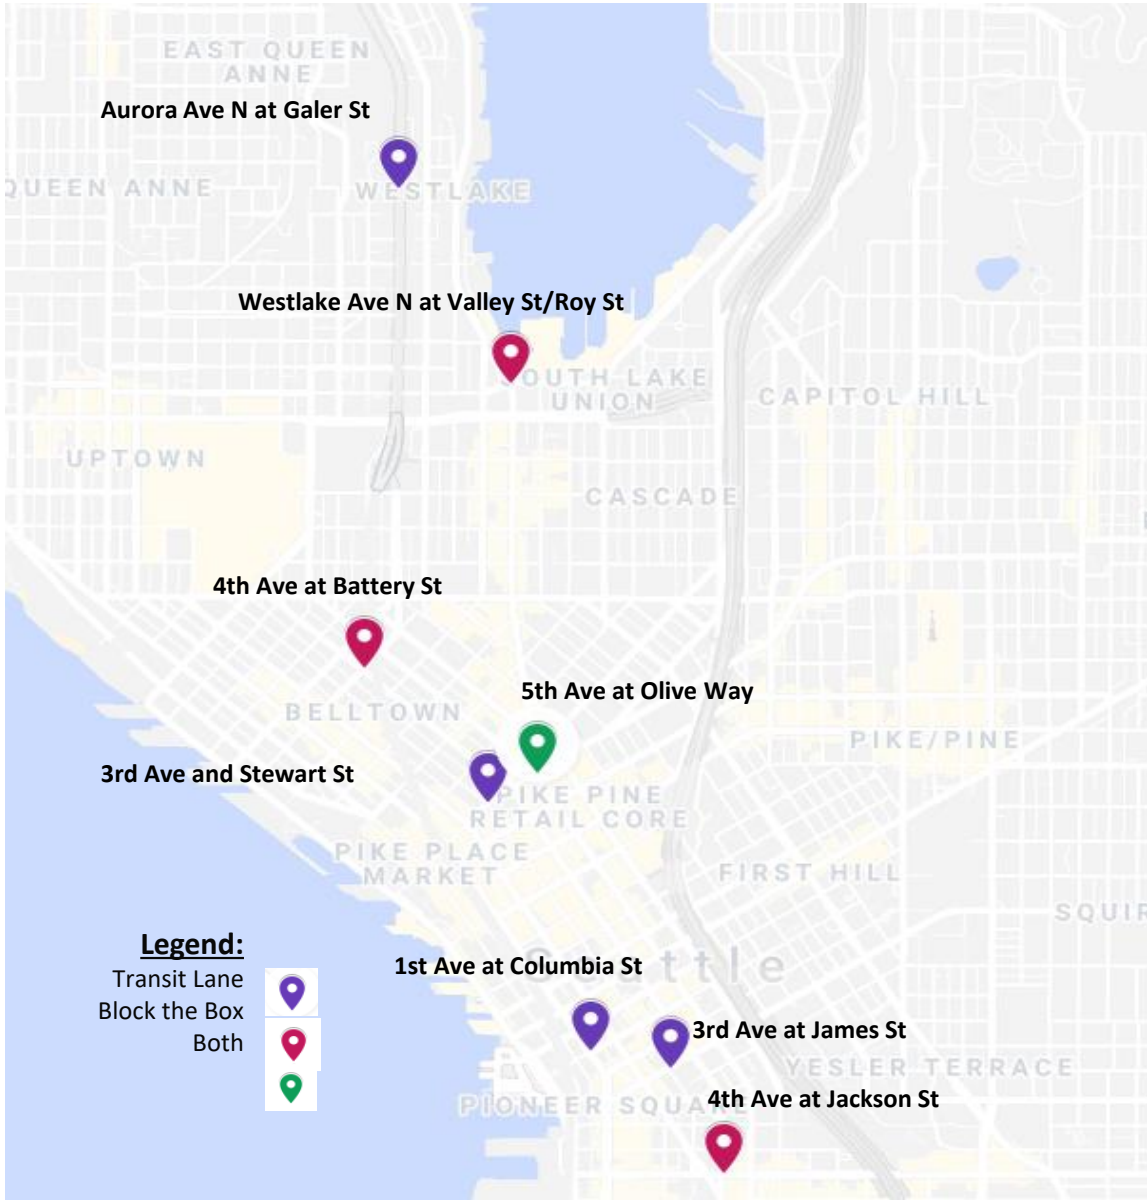 EAST QUEEN
ANNE
Aurora Ave N at Galer St
QUEEN ANNE
WESTLAKE
Westlake Ave N at Valley St/Roy St
SOUTH LAKE
UNION
CAPITOL HILL
UPTOWN
CASCADE
4th Ave at Battery St
5th Ave at Olive Way
BELLTOWN
PIKE/PINE
3rd Ave and Stewart St
PIKE PINE
RETAIL CORE
PIKE PLACE
MARKET
FIRST HILL
SQUIR
Legend:
Transit Lane
Block the Box
Both
Seattle
1st Ave at Columbia St
3rd Ave at James St
YESLER TERRACE
4th Ave at Jackson St
PIONEER SQUARE